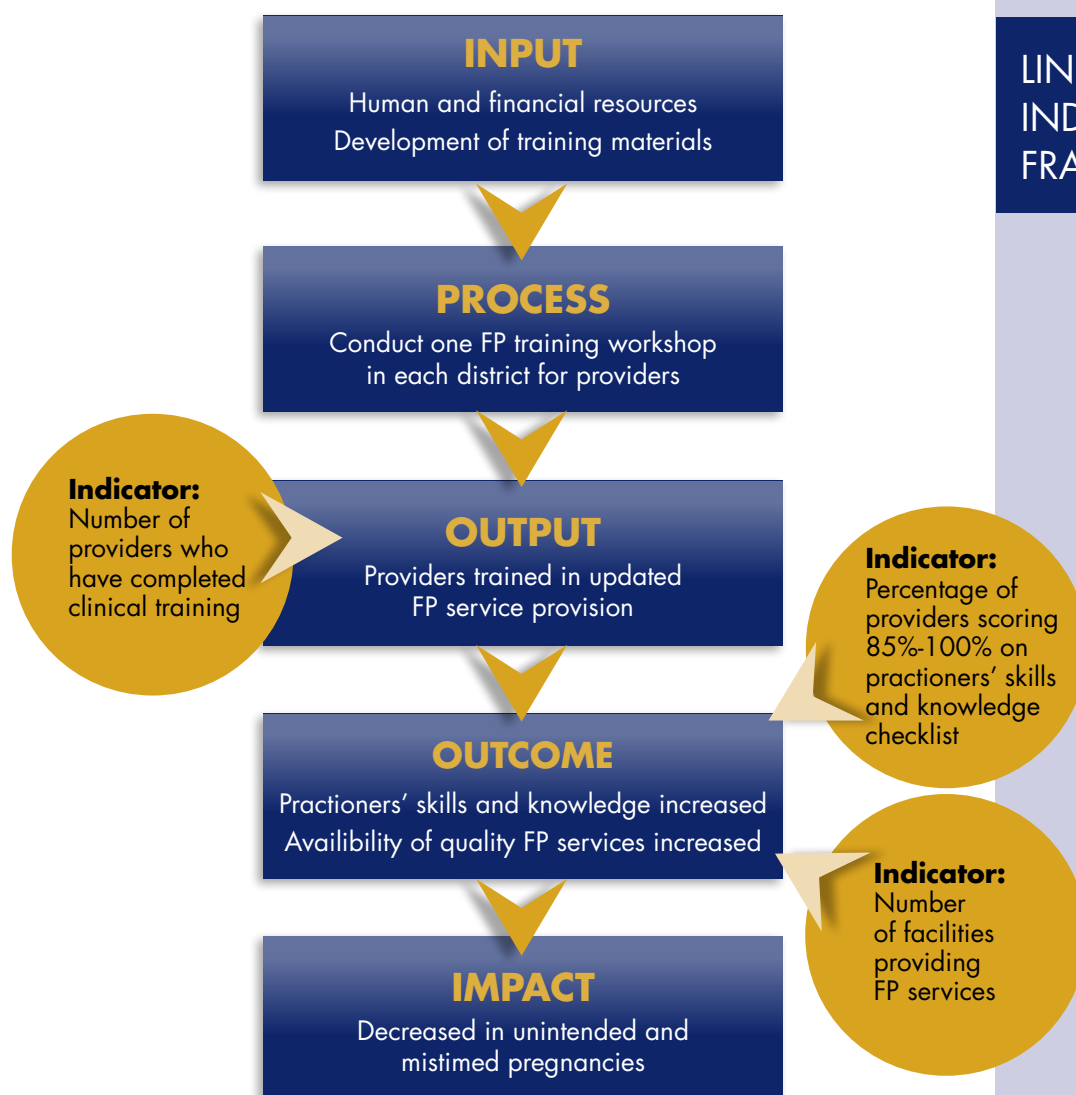 INPUT
Human and financial resources
Development of training materials
PROCESS
Conduct one FP training workshop
in each district for providers
Indicator:
Number of
providers who
have completed
clinical training
OUTPUT
Providers trained in updated
FP service provision
Indicator:
Percentage of
providers scoring
85%-100% on
practioners’ skills
and knowledge
checklist
OUTCOME
Practioners’ skills and knowledge increased
Availibility of quality FP services increased
Indicator:
Number
of facilities
providing
FP services
IMPACT
Decreased in unintended and
mistimed pregnancies
LIN
IND
FRA